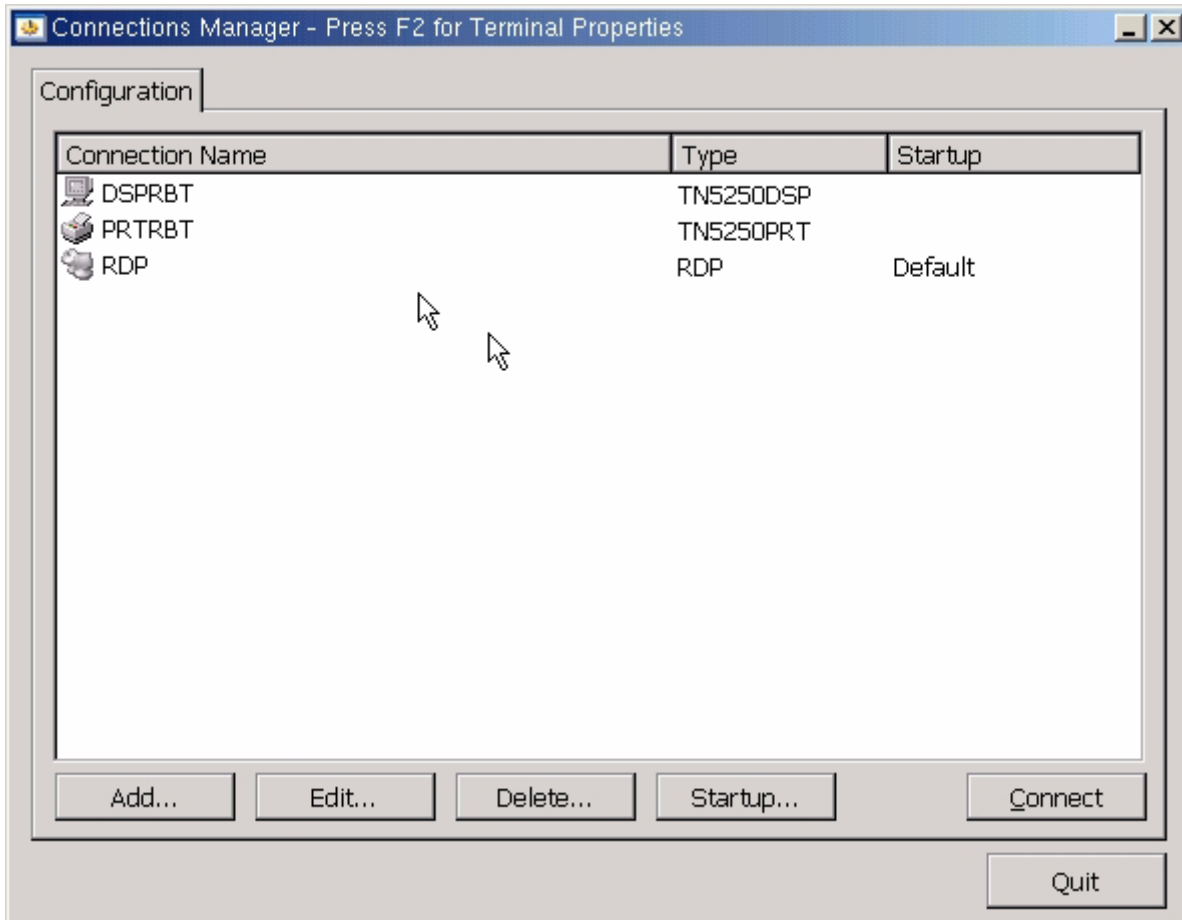 Connections Manager - Press F2 for Terminal Properties
Configuration
Connection Name Type Startup
DSPRBT TN5250DSP
PRTRBT TN5250PRT
RDP RDP Default
Add... Edit... Delete... Startup... Connect
Quit